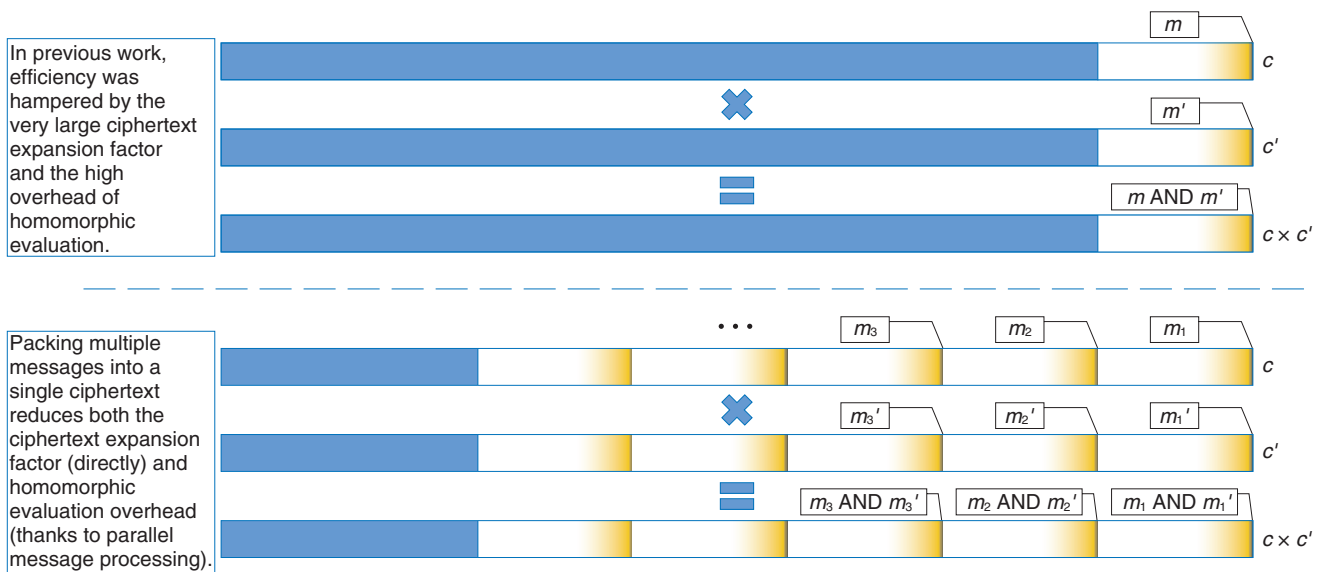 m
In previous work,
efficiency was
hampered by the
very large ciphertext
expansion factor
and the high
overhead of
homomorphic
evaluation.
c
m'
c'
m AND m'
c × c'
Packing multiple
messages into a
single ciphertext
reduces both the
ciphertext expansion
factor (directly) and
homomorphic
evaluation overhead
(thanks to parallel
message processing).
... m₃ m₂ m₁
c
m₃' m₂' m₁'
c'
m₃ AND m₃' m₂ AND m₂' m₁ AND m₁'
c × c'